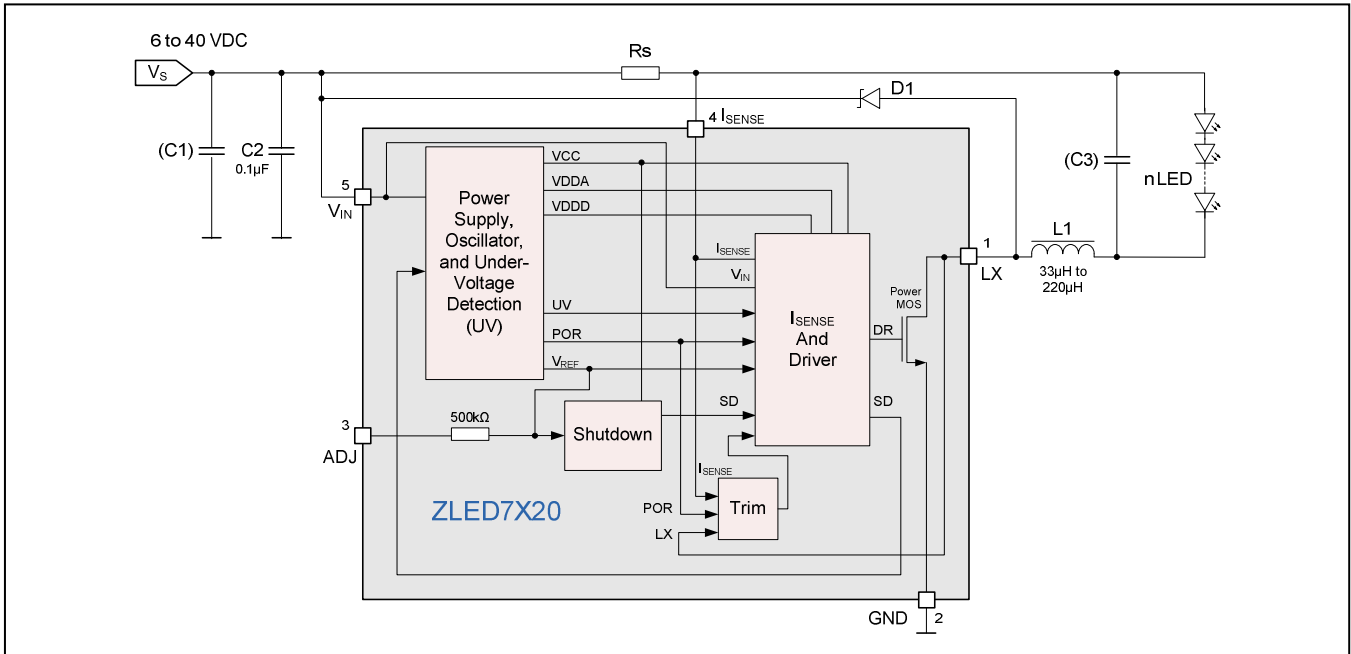 6 to 40 VDC
VS
Rs
D1
4 ISENSE
(C1)
C2
0.1µF
(C3)
nLED
5
VIN
Power
Supply,
Oscillator,
and Under-
Voltage
Detection
(UV)
VCC
VDDA
VDDD
ISENSE
VIN
UV
POR
VREF
ISENSE
And
Driver
DR
SD
Power
MOS
1
LX
L1
33µH to
220µH
3
ADJ
500kΩ
Shutdown
SD
ISENSE
POR
LX
Trim
ZLED7X20
GND
2